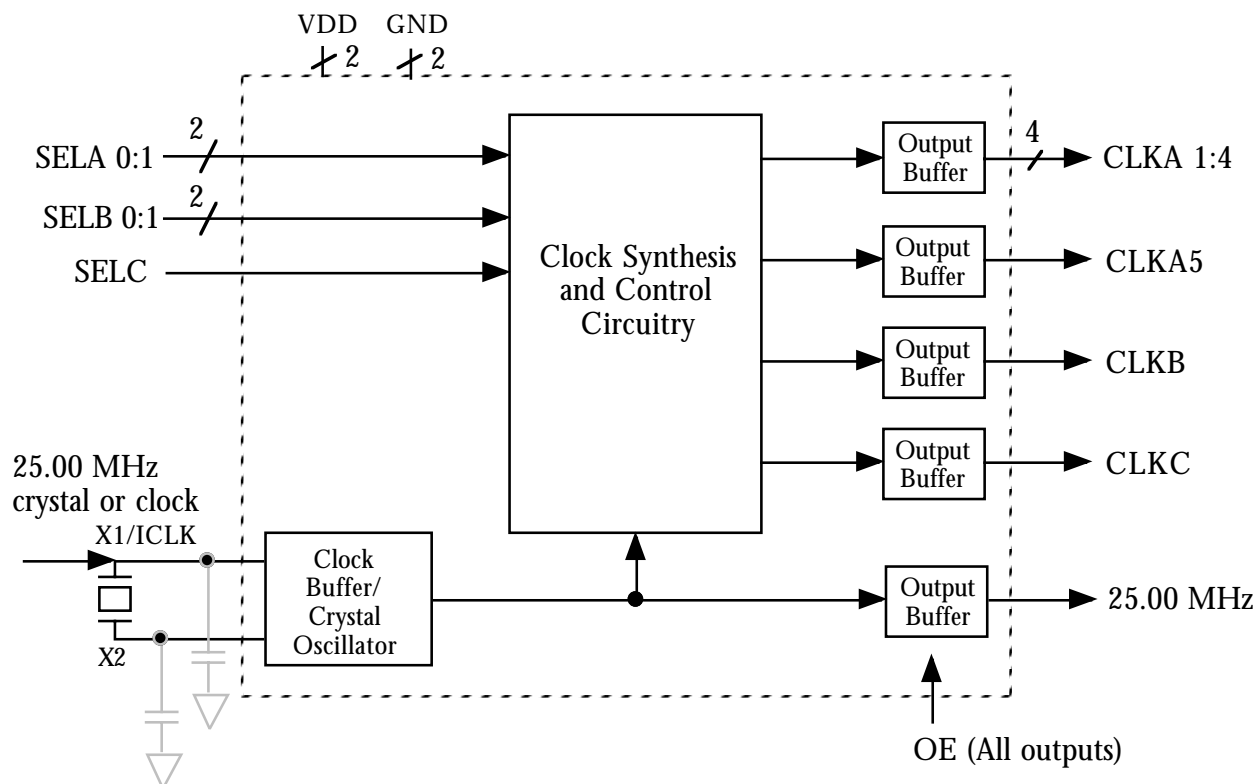 VDD GND
2 2
2
SELA 0:1
2
SELB 0:1
SELC
Clock Synthesis
and Control
Circuitry
Output
Buffer
4
CLKA 1:4
Output
Buffer
CLKA5
Output
Buffer
CLKB
Output
Buffer
CLKC
25.00 MHz
crystal or clock
X1/ICLK
X2
Clock
Buffer/
Crystal
Oscillator
Output
Buffer
25.00 MHz
OE (All outputs)